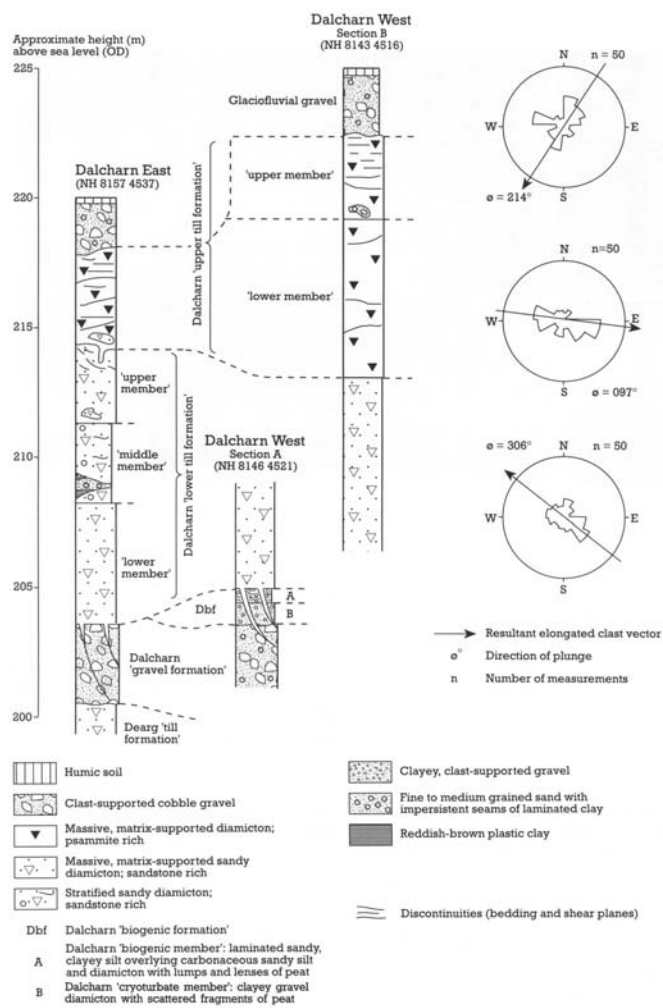 Approximate height (m)
above sea level (OD)
225
220
215
210
205
200
Dalcharn West
Section B
(NH 8143 4516)
Glaciofluvial gravel
'upper member'
'lower member'
Dalcharn 'upper till formation'
Dalcharn East
(NH 8157 4537)
'upper member'
'middle member'
'lower member'
Dalcharn 'lower till formation'
Dalcharn West
Section A
(NH 8146 4521)
Dbf
A
B
Dalcharn
'gravel formation'
Dearg 'till
formation'
N
n = 50
W
E
S
ø = 214°
N
n=50
W
E
S
ø = 097°
ø = 306°
N
n = 50
W
E
S
Resultant elongated clast vector
ø° Direction of plunge
n Number of measurements
Humic soil
Clast-supported cobble gravel
Massive, matrix-supported diamicton;
psammite rich
Massive, matrix-supported sandy
diamicton; sandstone rich
Stratified sandy diamicton;
sandstone rich
Dbf Dalcharn 'biogenic formation'
A Dalcharn 'biogenic member': laminated sandy,
clayey silt overlying carbonaceous sandy silt
and diamicton with lumps and lenses of peat
B Dalcharn 'cryoturbate member': clayey gravel
diamicton with scattered fragments of peat
Clayey, clast-supported gravel
Fine to medium grained sand with
impersistent seams of laminated clay
Reddish-brown plastic clay
Discontinuities (bedding and shear planes)